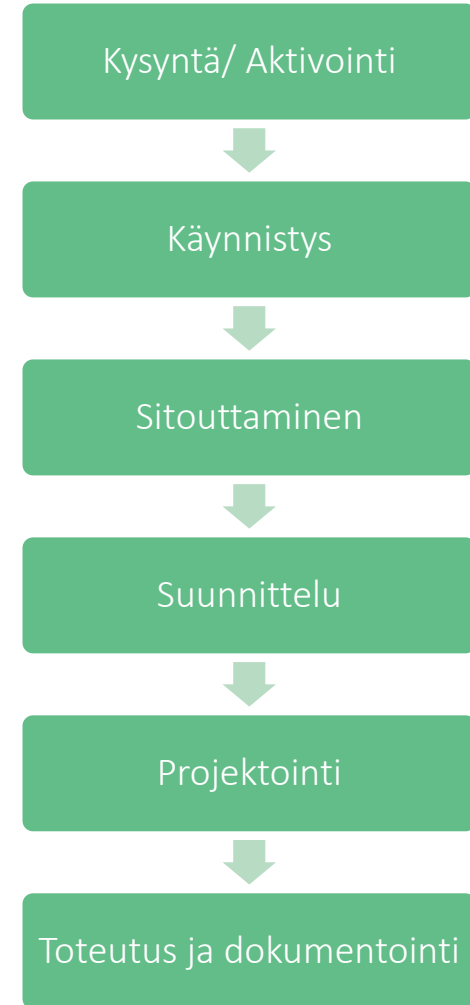 Kysyntä/ Aktivointi
Käynnistys
Sitouttaminen
Suunnittelu
Projektointi
Toteutus ja dokumentointi